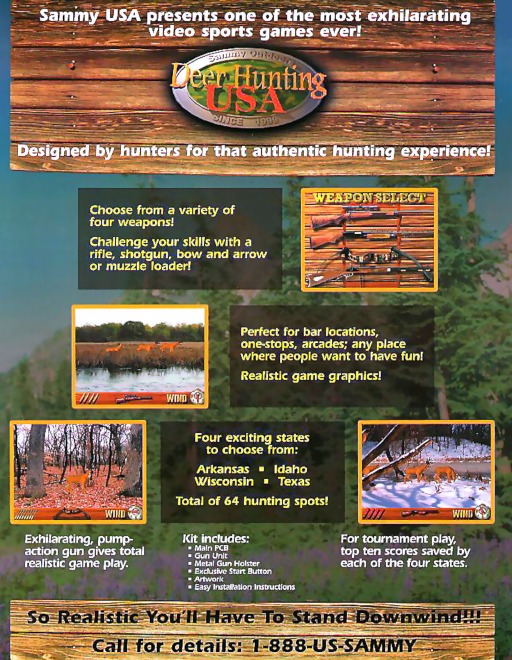 Sammy USA presents one of the most exhilarating
video sports games ever!
Sammy Outdoors
Deer Hunting
USA
SINCE
Designed by hunters for that authentic hunting experience!
Choose from a variety of
four weapons!
Challenge your skills with a
rifle, shotgun, bow and arrow
or muzzle loader!
WEAPON SELECT
WIND
Perfect for bar locations,
one-stops, arcades; any place
where people want to have fun!
Realistic game graphics!
WIND
Four exciting states
to choose from:
Arkansas ▪ Idaho
Wisconsin ▪ Texas
Total of 64 hunting spots!
WIND
Exhilarating, pump-
action gun gives total
realistic game play.
Kit includes:
▪ Main PCB
▪ Gun Unit
▪ Metal Gun Holster
▪ Exclusive Start Button
▪ Artwork
▪ Easy Installation Instructions
For tournament play,
top ten scores saved by
each of the four states.
So Realistic You'll Have To Stand Downwind!!!
Call for details: 1-888-US-SAMMY